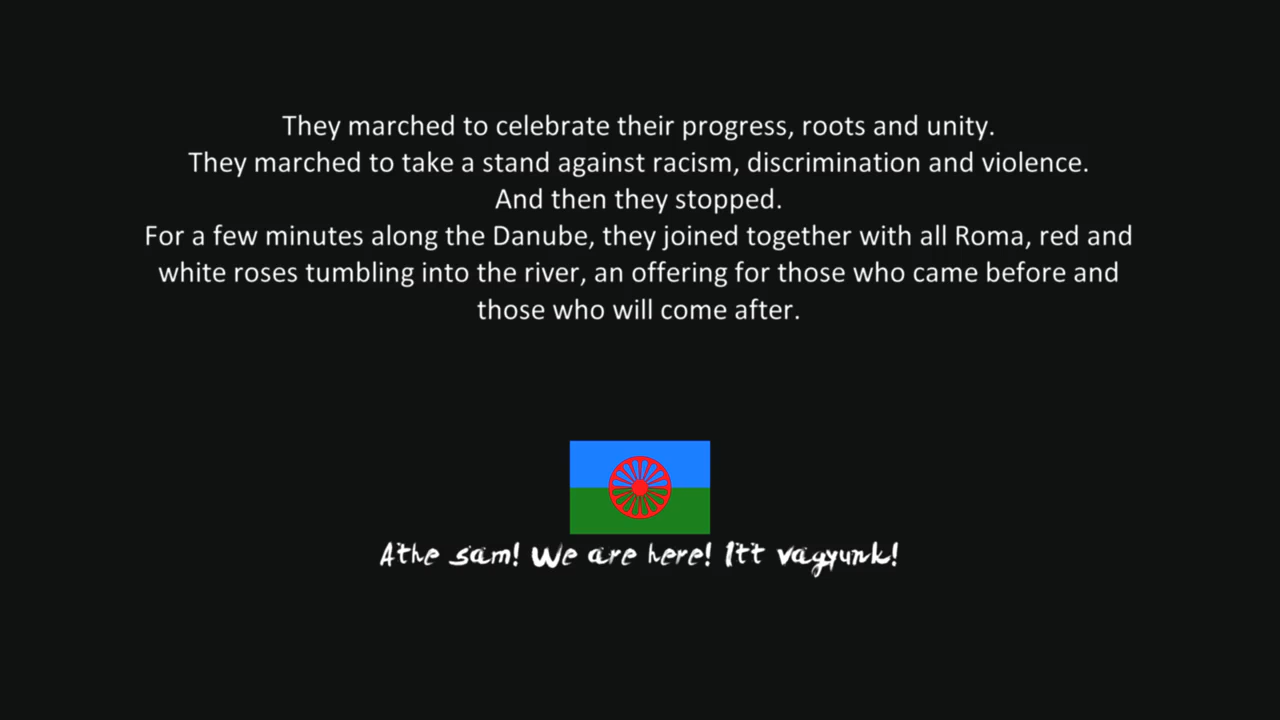 They marched to celebrate their progress, roots and unity.
They marched to take a stand against racism, discrimination and violence.
And then they stopped.
For a few minutes along the Danube, they joined together with all Roma, red and
white roses tumbling into the river, an offering for those who came before and
those who will come after.
Athe sam! We are here! Itt vagyunk!